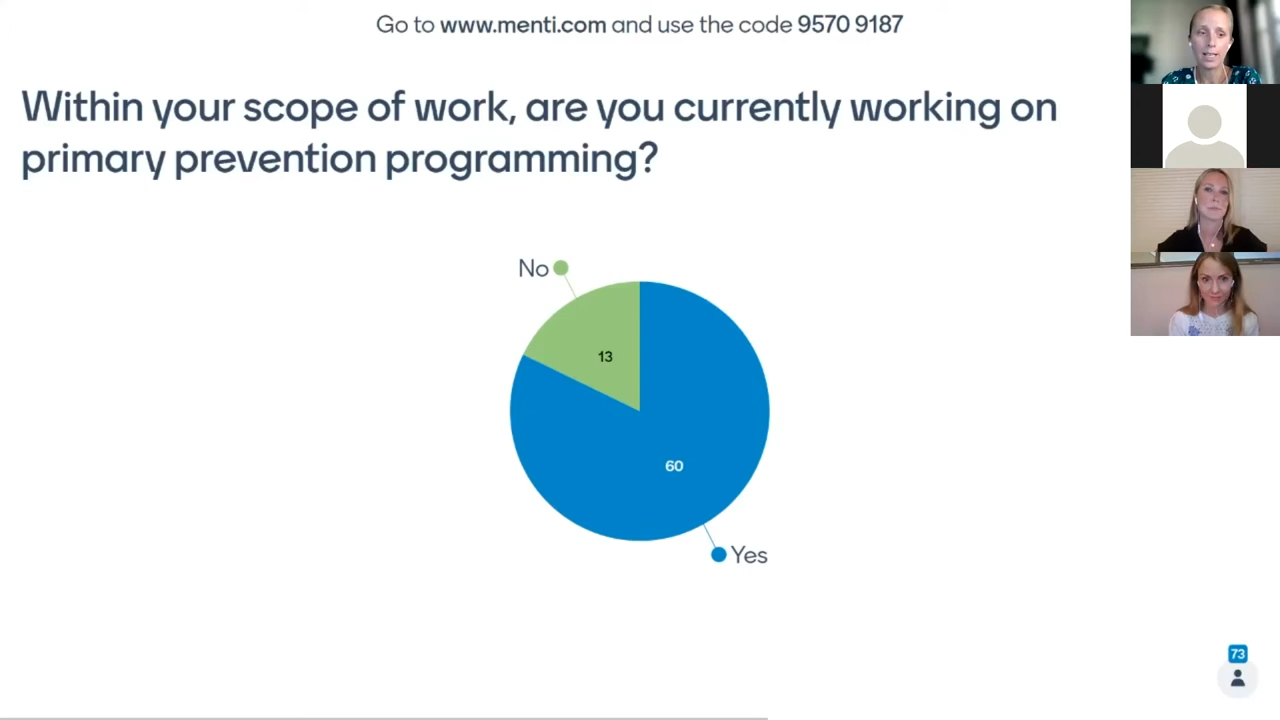 Go to www.menti.com and use the code 9570 9187
Within your scope of work, are you currently working on
primary prevention programming?
No
13
60
Yes
73